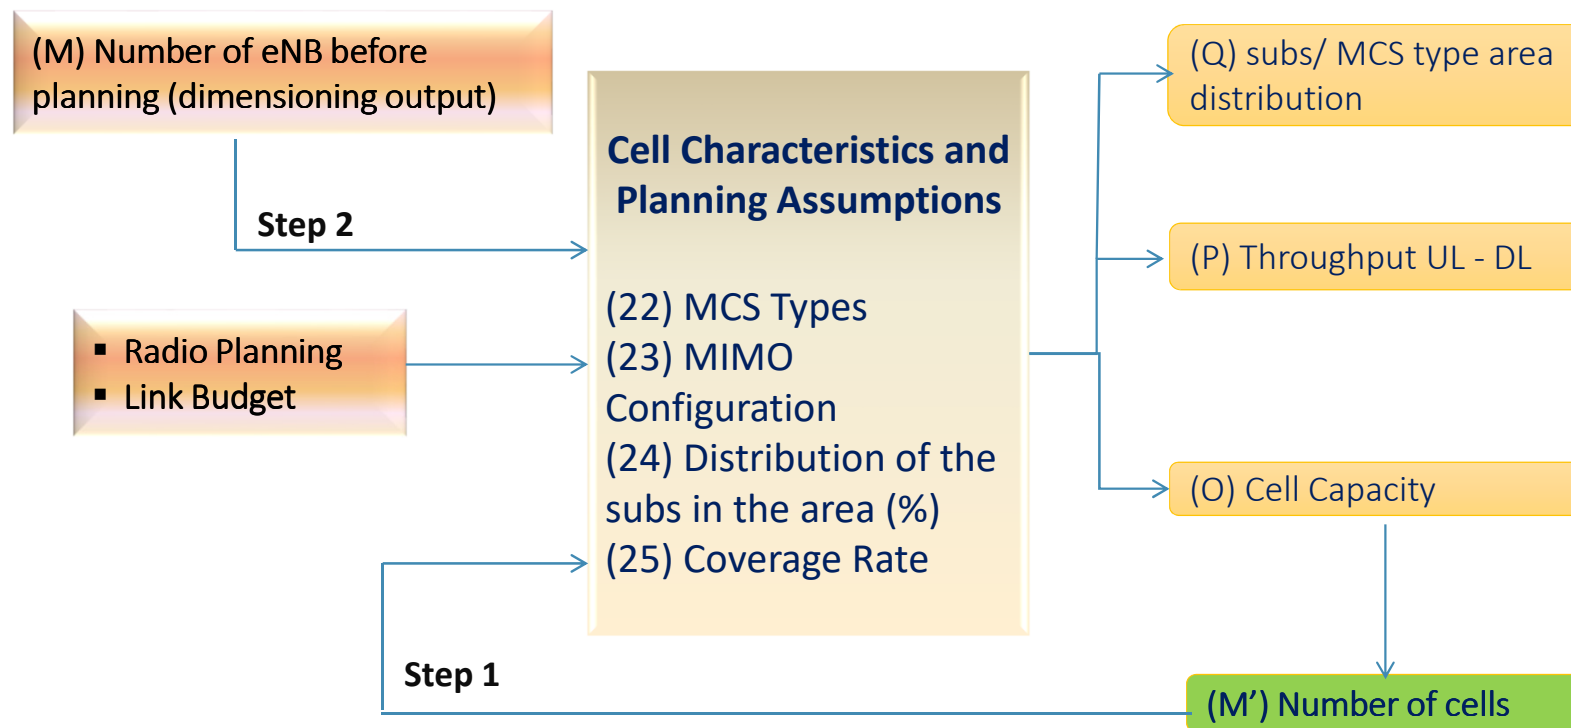 (M) Number of eNB before
planning (dimensioning output)
Step 2
▪ Radio Planning
▪ Link Budget
Step 1
Cell Characteristics and
Planning Assumptions
(22) MCS Types
(23) MIMO
Configuration
(24) Distribution of the
subs in the area (%)
(25) Coverage Rate
(Q) subs/ MCS type area
distribution
(P) Throughput UL - DL
(O) Cell Capacity
(M’) Number of cells